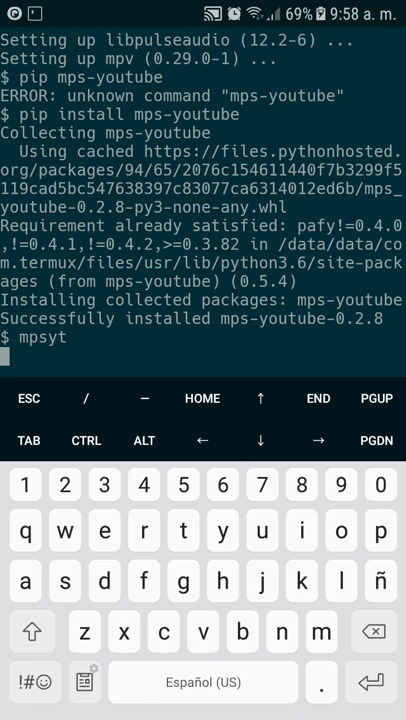 69% 9:58 a. m.
Setting up libpulseaudio (12.2-6) ...
Setting up mpv (0.29.0-1) ...
$ pip mps-youtube
ERROR: unknown command "mps-youtube"
$ pip install mps-youtube
Collecting mps-youtube
Using cached https://files.pythonhosted.
org/packages/94/65/2076c154611440f7b3299f5
119cad5bc547638397c83077ca6314012ed6b/mps_
youtube-0.2.8-py3-none-any.whl
Requirement already satisfied: pafy!=0.4.0
,!=0.4.1,!=0.4.2,>=0.3.82 in /data/data/co
m.termux/files/usr/lib/python3.6/site-pack
ages (from mps-youtube) (0.5.4)
Installing collected packages: mps-youtube
Successfully installed mps-youtube-0.2.8
$ mpsyt
ESC / — HOME ↑ END PGUP
TAB CTRL ALT ← ↓ → PGDN
1 2 3 4 5 6 7 8 9 0
q w e r t y u i o p
a s d f g h j k l ñ
z x c v b n m
!#☺ Español (US) .